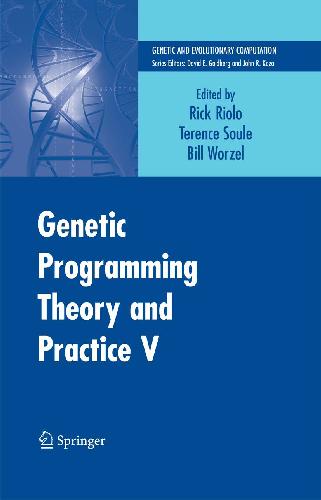 GENETIC AND EVOLUTIONARY COMPUTATION
Series Editors: David E. Goldberg and John R. Koza
Edited by
Rick Riolo
Terence Soule
Bill Worzel
Genetic
Programming
Theory and
Practice V
Springer